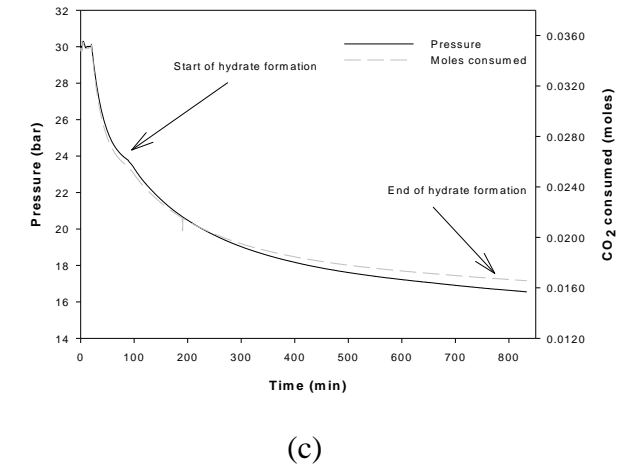 32
30
28
26
24
22
20
18
16
14
Pressure (bar)
0.0360
0.0320
0.0280
0.0240
0.0200
0.0160
0.0120
CO2 consumed (moles)
Pressure
Moles consumed
Start of hydrate formation
End of hydrate formation
0 100 200 300 400 500 600 700 800
Time (min)
(c)